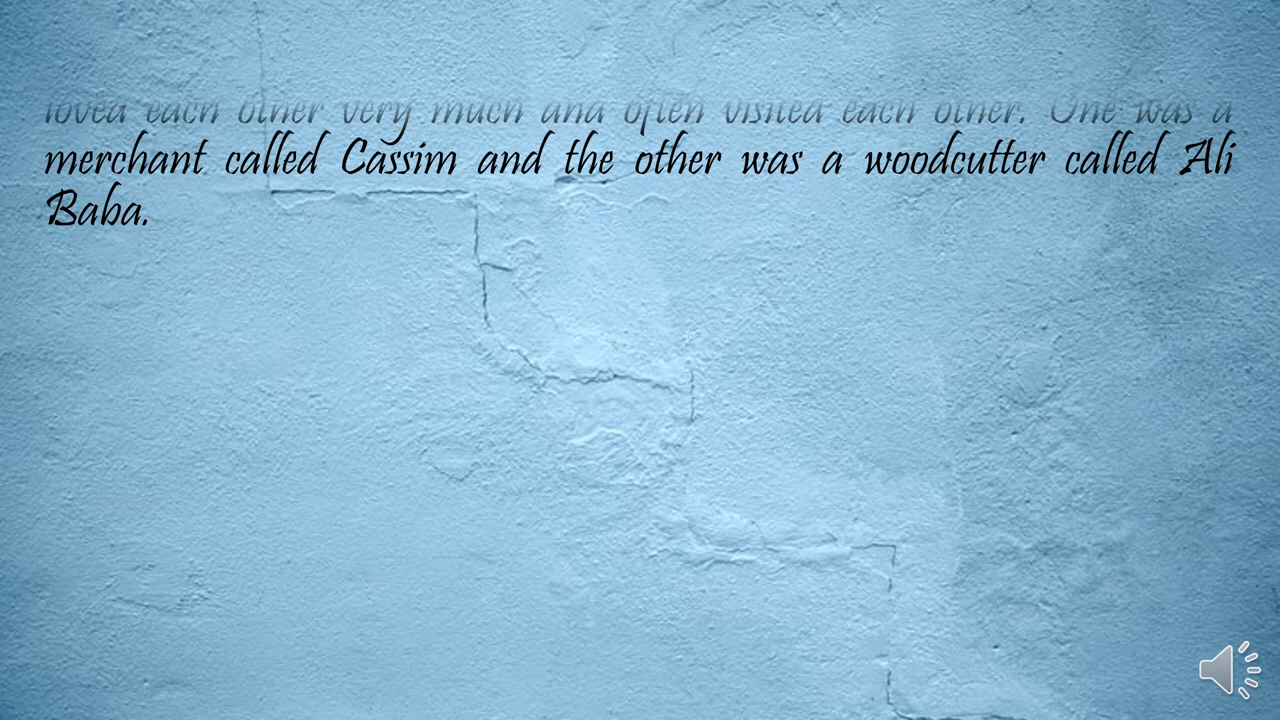 loved each other very much and often visited each other. One was a
merchant called Cassim and the other was a woodcutter called Ali
Baba.